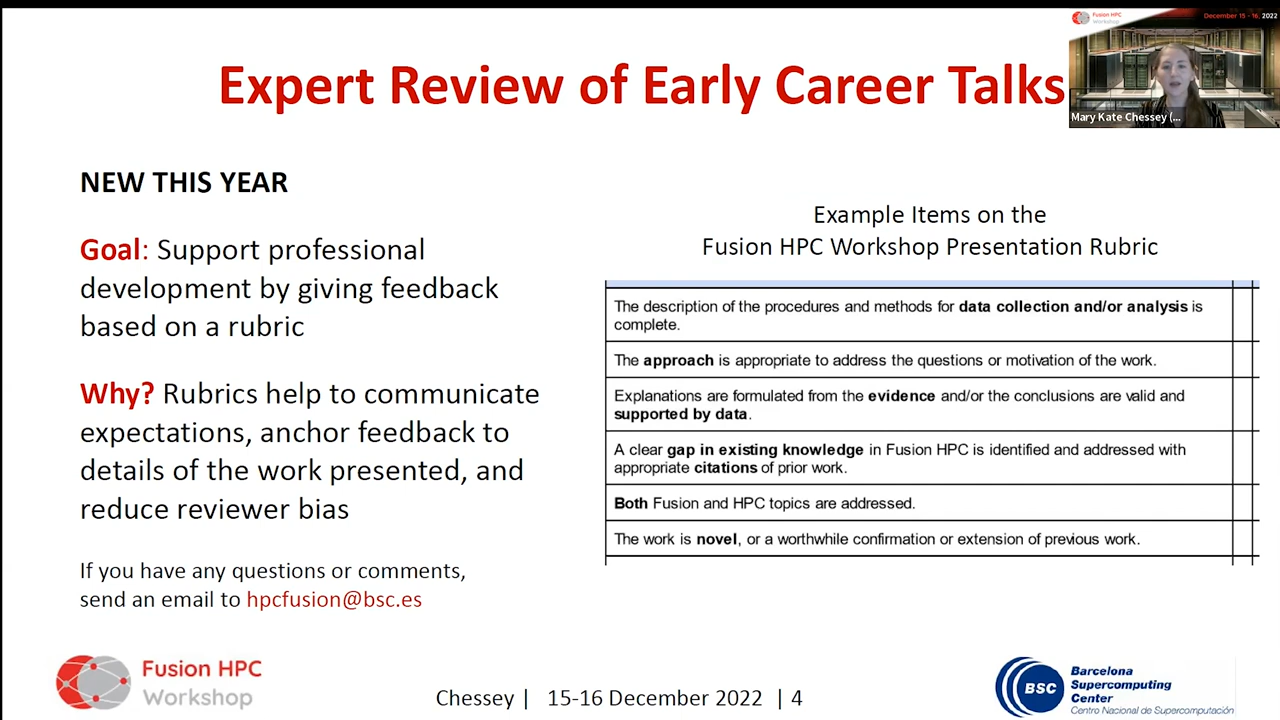 Expert Review of Early Career Talks
Fusion HPC
Workshop
December 15 - 16, 2022
Mary Kate Chessey (...
NEW THIS YEAR
Goal: Support professional
development by giving feedback
based on a rubric
Why? Rubrics help to communicate
expectations, anchor feedback to
details of the work presented, and
reduce reviewer bias
If you have any questions or comments,
send an email to hpcfusion@bsc.es
Example Items on the
Fusion HPC Workshop Presentation Rubric
The description of the procedures and methods for data collection and/or analysis is
complete.
The approach is appropriate to address the questions or motivation of the work.
Explanations are formulated from the evidence and/or the conclusions are valid and
supported by data.
A clear gap in existing knowledge in Fusion HPC is identified and addressed with
appropriate citations of prior work.
Both Fusion and HPC topics are addressed.
The work is novel, or a worthwhile confirmation or extension of previous work.
Fusion HPC
Workshop
Chessey | 15-16 December 2022 | 4
BSC
Barcelona
Supercomputing
Center
Centro Nacional de Supercomputación